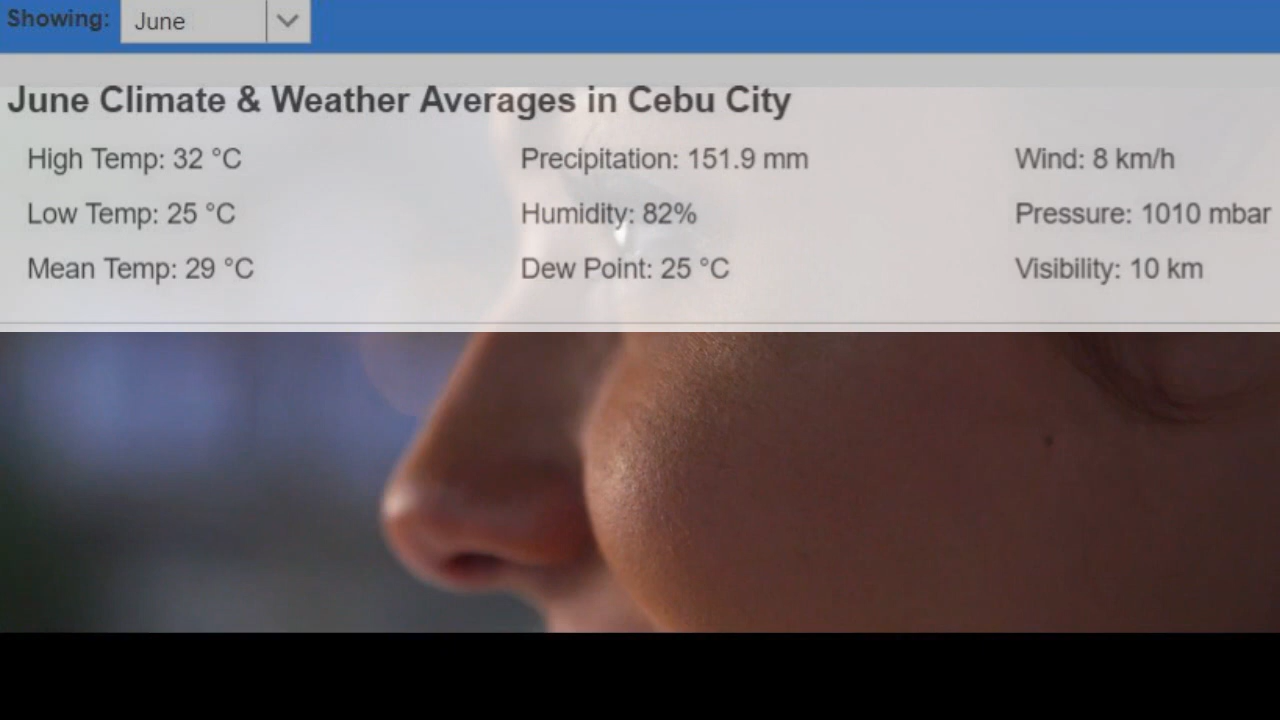 Showing: June
June Climate & Weather Averages in Cebu City
High Temp: 32 °C Precipitation: 151.9 mm Wind: 8 km/h
Low Temp: 25 °C Humidity: 82% Pressure: 1010 mbar
Mean Temp: 29 °C Dew Point: 25 °C Visibility: 10 km